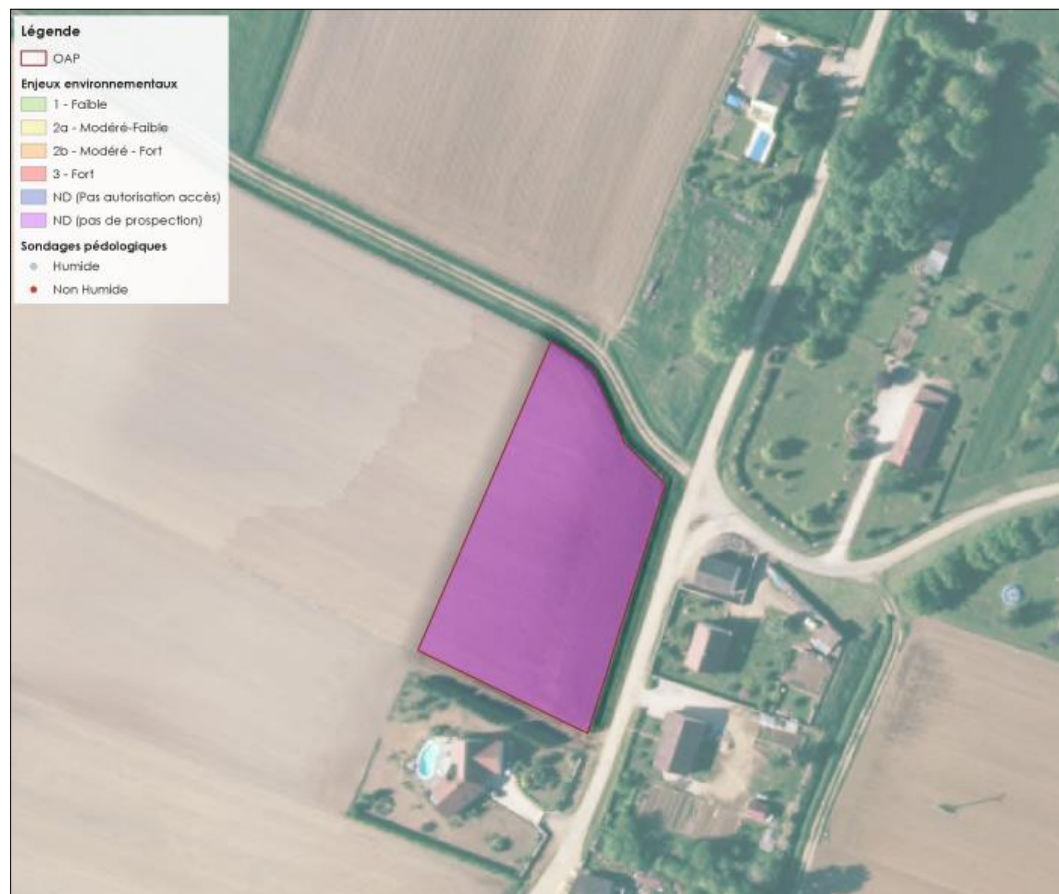 Légende
OAP
Enjeux environnementaux
1 - Faible
2a - Modéré-Faible
2b - Modéré - Fort
3 - Fort
ND (Pas autorisation accès)
ND (pas de prospection)
Sondages pédologiques
Humide
Non Humide